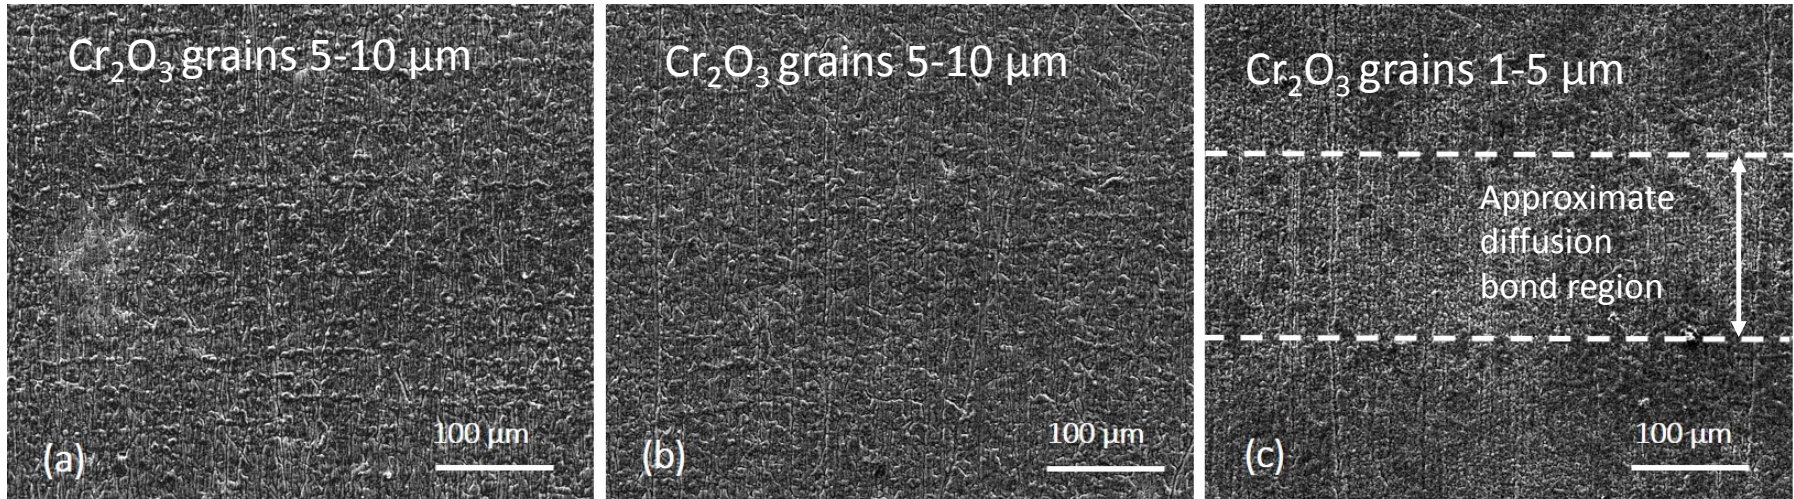 Cr₂O₃ grains 5-10 µm
100 µm
(a)
Cr₂O₃ grains 5-10 µm
100 µm
(b)
Cr₂O₃ grains 1-5 µm
Approximate
diffusion
bond region
100 µm
(c)